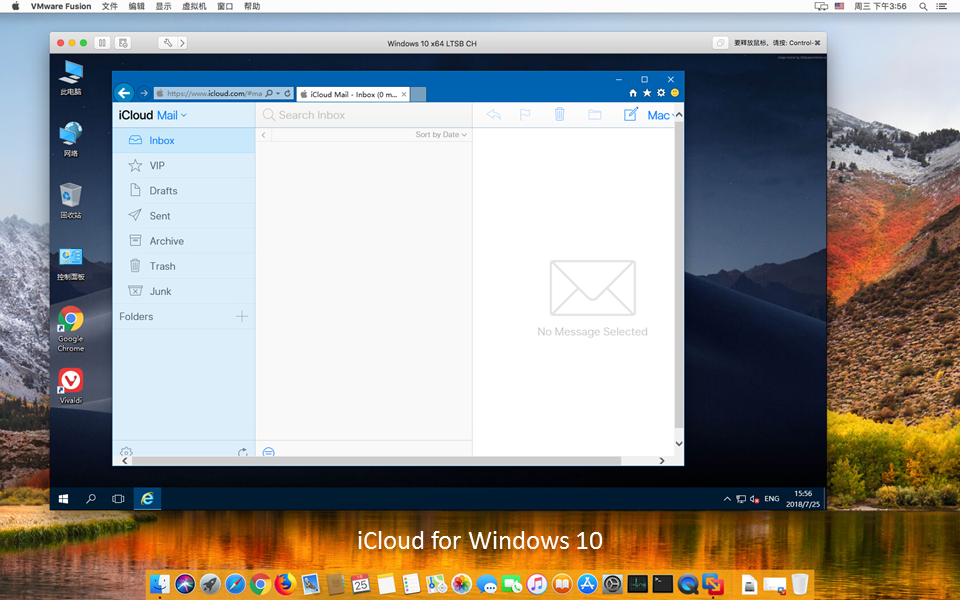 VMware Fusion 文件 编辑 显示 虚拟机 窗口 帮助 周三 下午3:56
Windows 10 x64 LTSB CH 要释放鼠标，请按: Control-⌘
此电脑
网络
回收站
控制面板
Google
Chrome
Vivaldi
https://www.icloud.com/#ma
iCloud Mail - Inbox (0 m...
iCloud Mail
Search Inbox
Mac
Sort by Date
Inbox
VIP
Drafts
Sent
Archive
Trash
Junk
Folders
No Message Selected
ENG
15:56
2018/7/25
iCloud for Windows 10
25